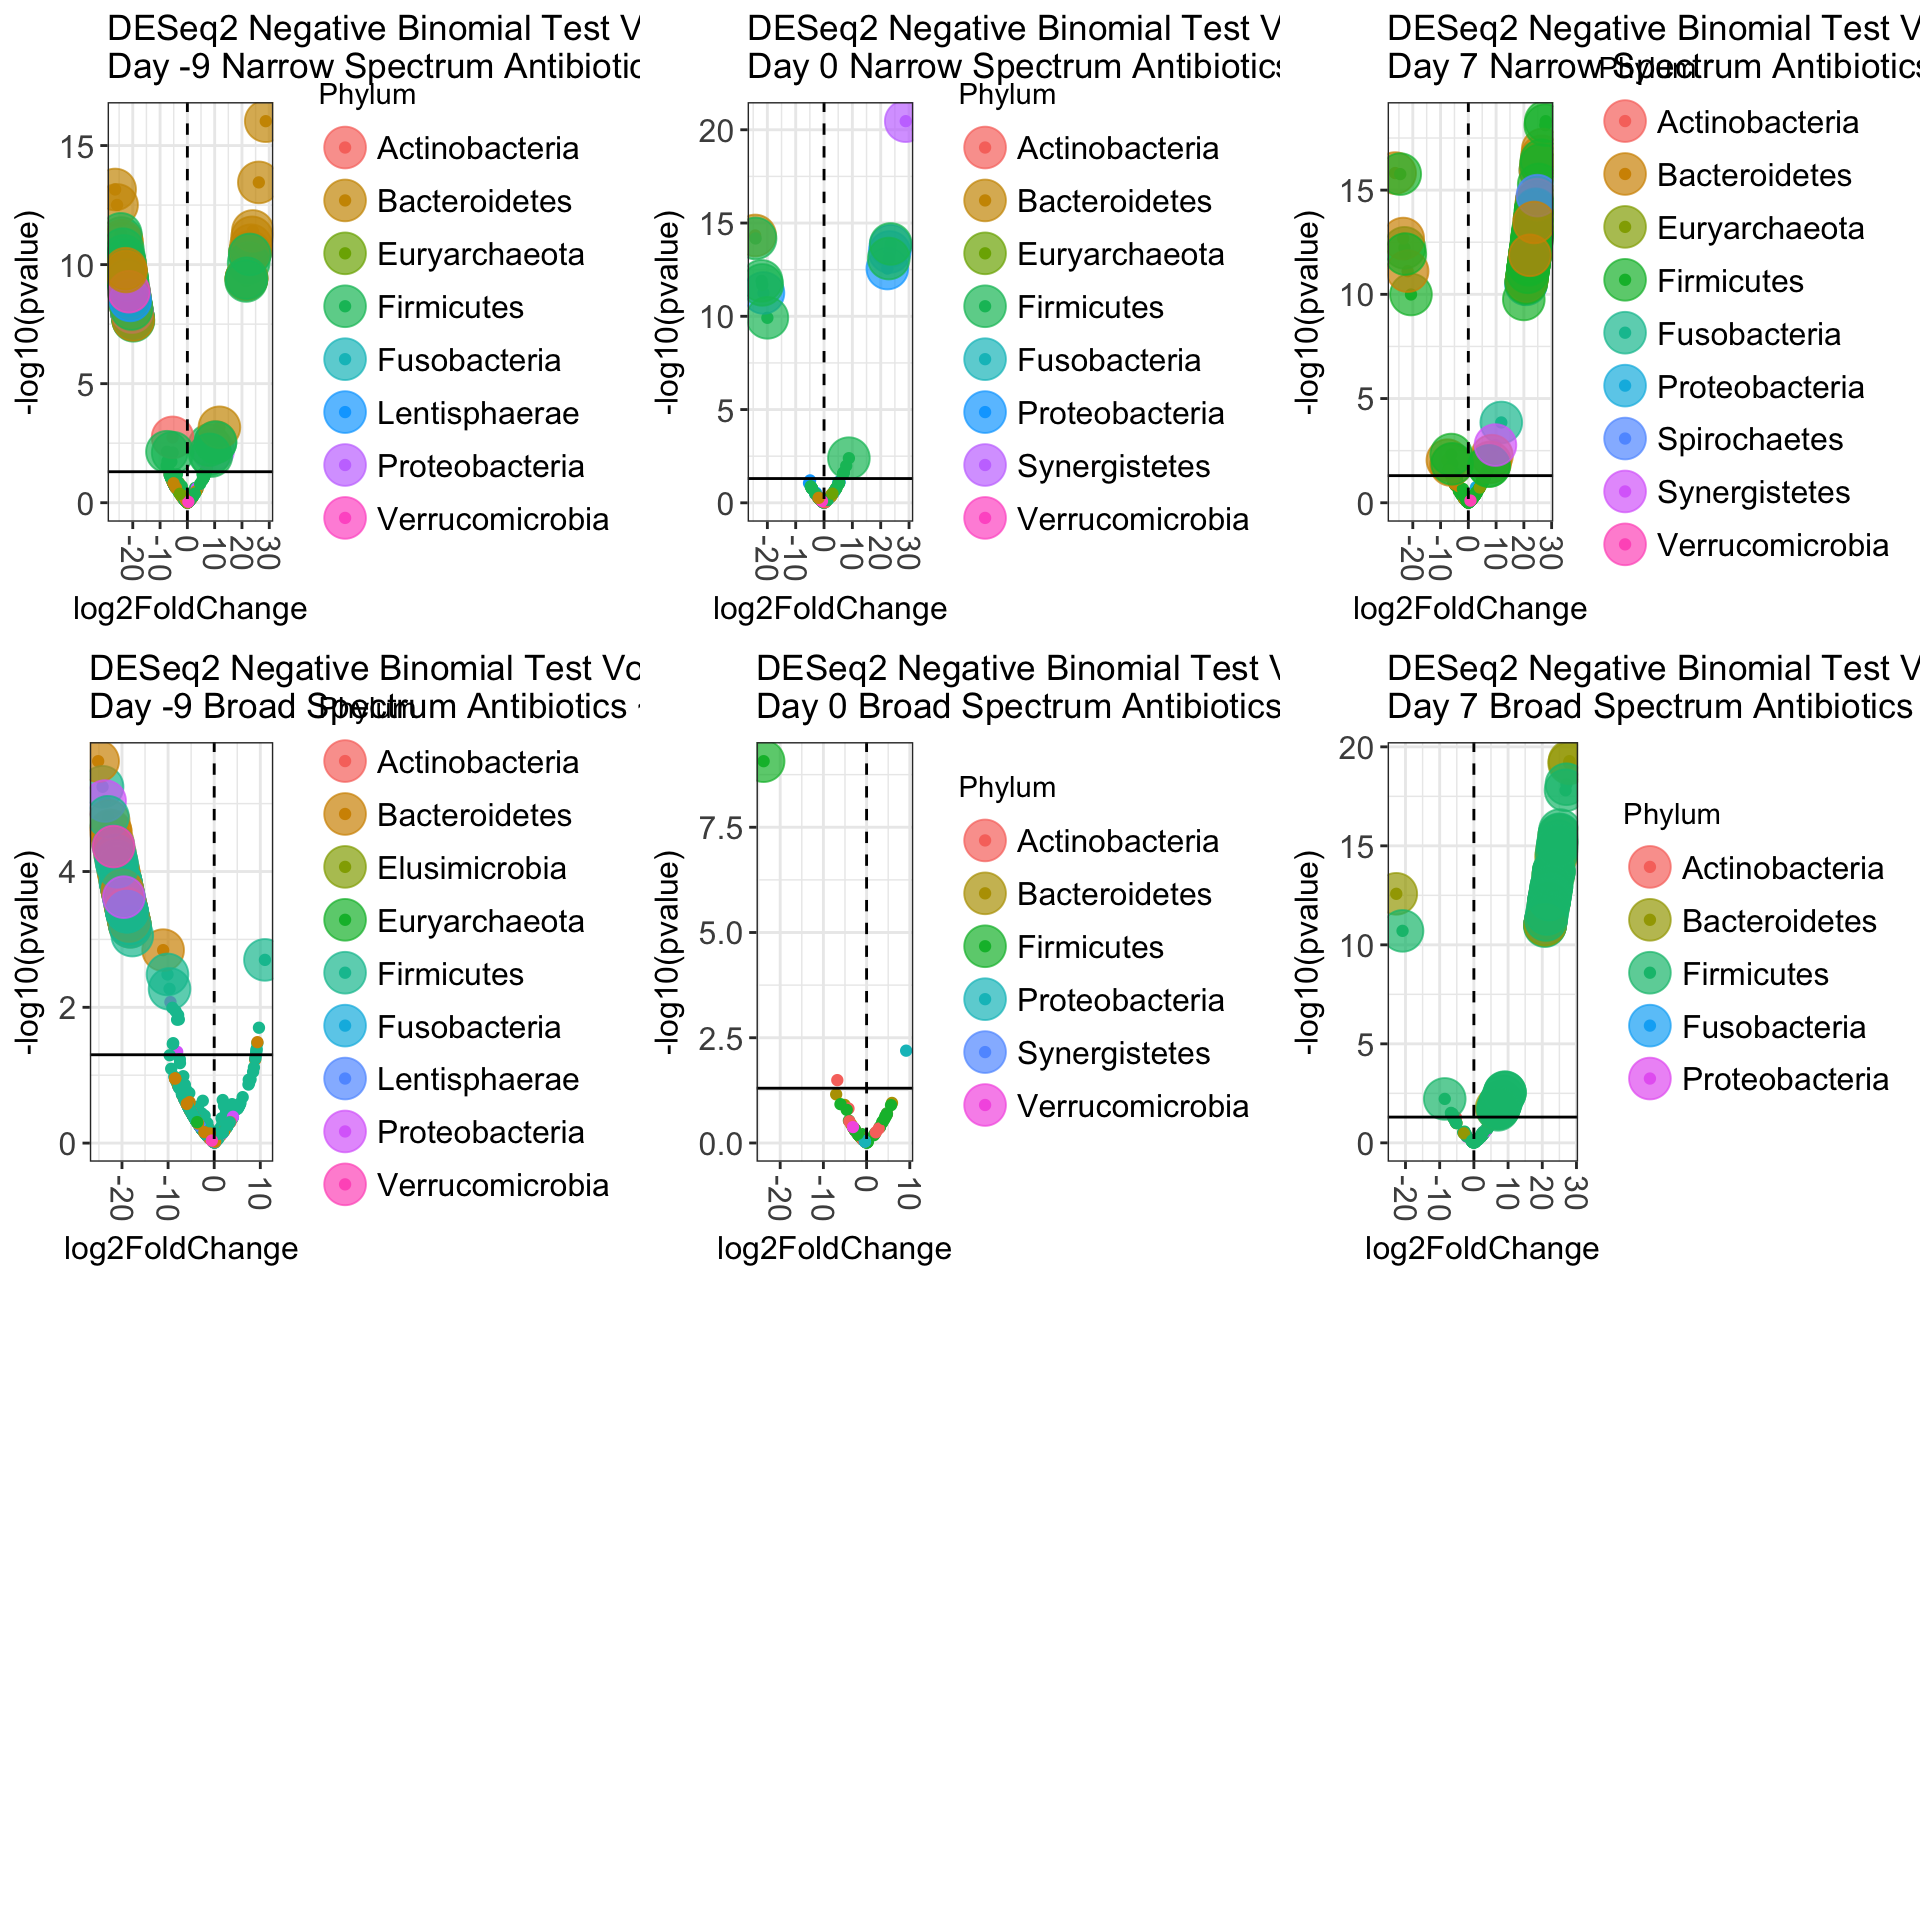 DESeq2 Negative Binomial Test V
Day -9 Narrow Spectrum Antibiotic
Phylum
Actinobacteria
Bacteroidetes
Euryarchaeota
Firmicutes
Fusobacteria
Lentisphaerae
Proteobacteria
Verrucomicrobia
-log10(pvalue)
15
10
5
0
-20
-10
0
10
20
30
log2FoldChange
DESeq2 Negative Binomial Test V
Day 0 Narrow Spectrum Antibiotics
Phylum
Actinobacteria
Bacteroidetes
Euryarchaeota
Firmicutes
Fusobacteria
Proteobacteria
Synergistetes
Verrucomicrobia
-log10(pvalue)
20
15
10
5
0
-20
-10
0
10
20
30
log2FoldChange
DESeq2 Negative Binomial Test V
Day 7 Narrow Spectrum Antibiotics
Phylum
Actinobacteria
Bacteroidetes
Euryarchaeota
Firmicutes
Fusobacteria
Proteobacteria
Spirochaetes
Synergistetes
Verrucomicrobia
-log10(pvalue)
15
10
5
0
-20
-10
0
10
20
30
log2FoldChange
DESeq2 Negative Binomial Test Vo
Day -9 Broad Spectrum Antibiotics
Phylum
Actinobacteria
Bacteroidetes
Elusimicrobia
Euryarchaeota
Firmicutes
Fusobacteria
Lentisphaerae
Proteobacteria
Verrucomicrobia
-log10(pvalue)
4
2
0
-20
-10
0
10
log2FoldChange
DESeq2 Negative Binomial Test V
Day 0 Broad Spectrum Antibiotics
Phylum
Actinobacteria
Bacteroidetes
Firmicutes
Proteobacteria
Synergistetes
Verrucomicrobia
-log10(pvalue)
7.5
5.0
2.5
0.0
-20
-10
0
10
log2FoldChange
DESeq2 Negative Binomial Test V
Day 7 Broad Spectrum Antibiotics
Phylum
Actinobacteria
Bacteroidetes
Firmicutes
Fusobacteria
Proteobacteria
-log10(pvalue)
20
15
10
5
0
-20
-10
0
10
20
30
log2FoldChange